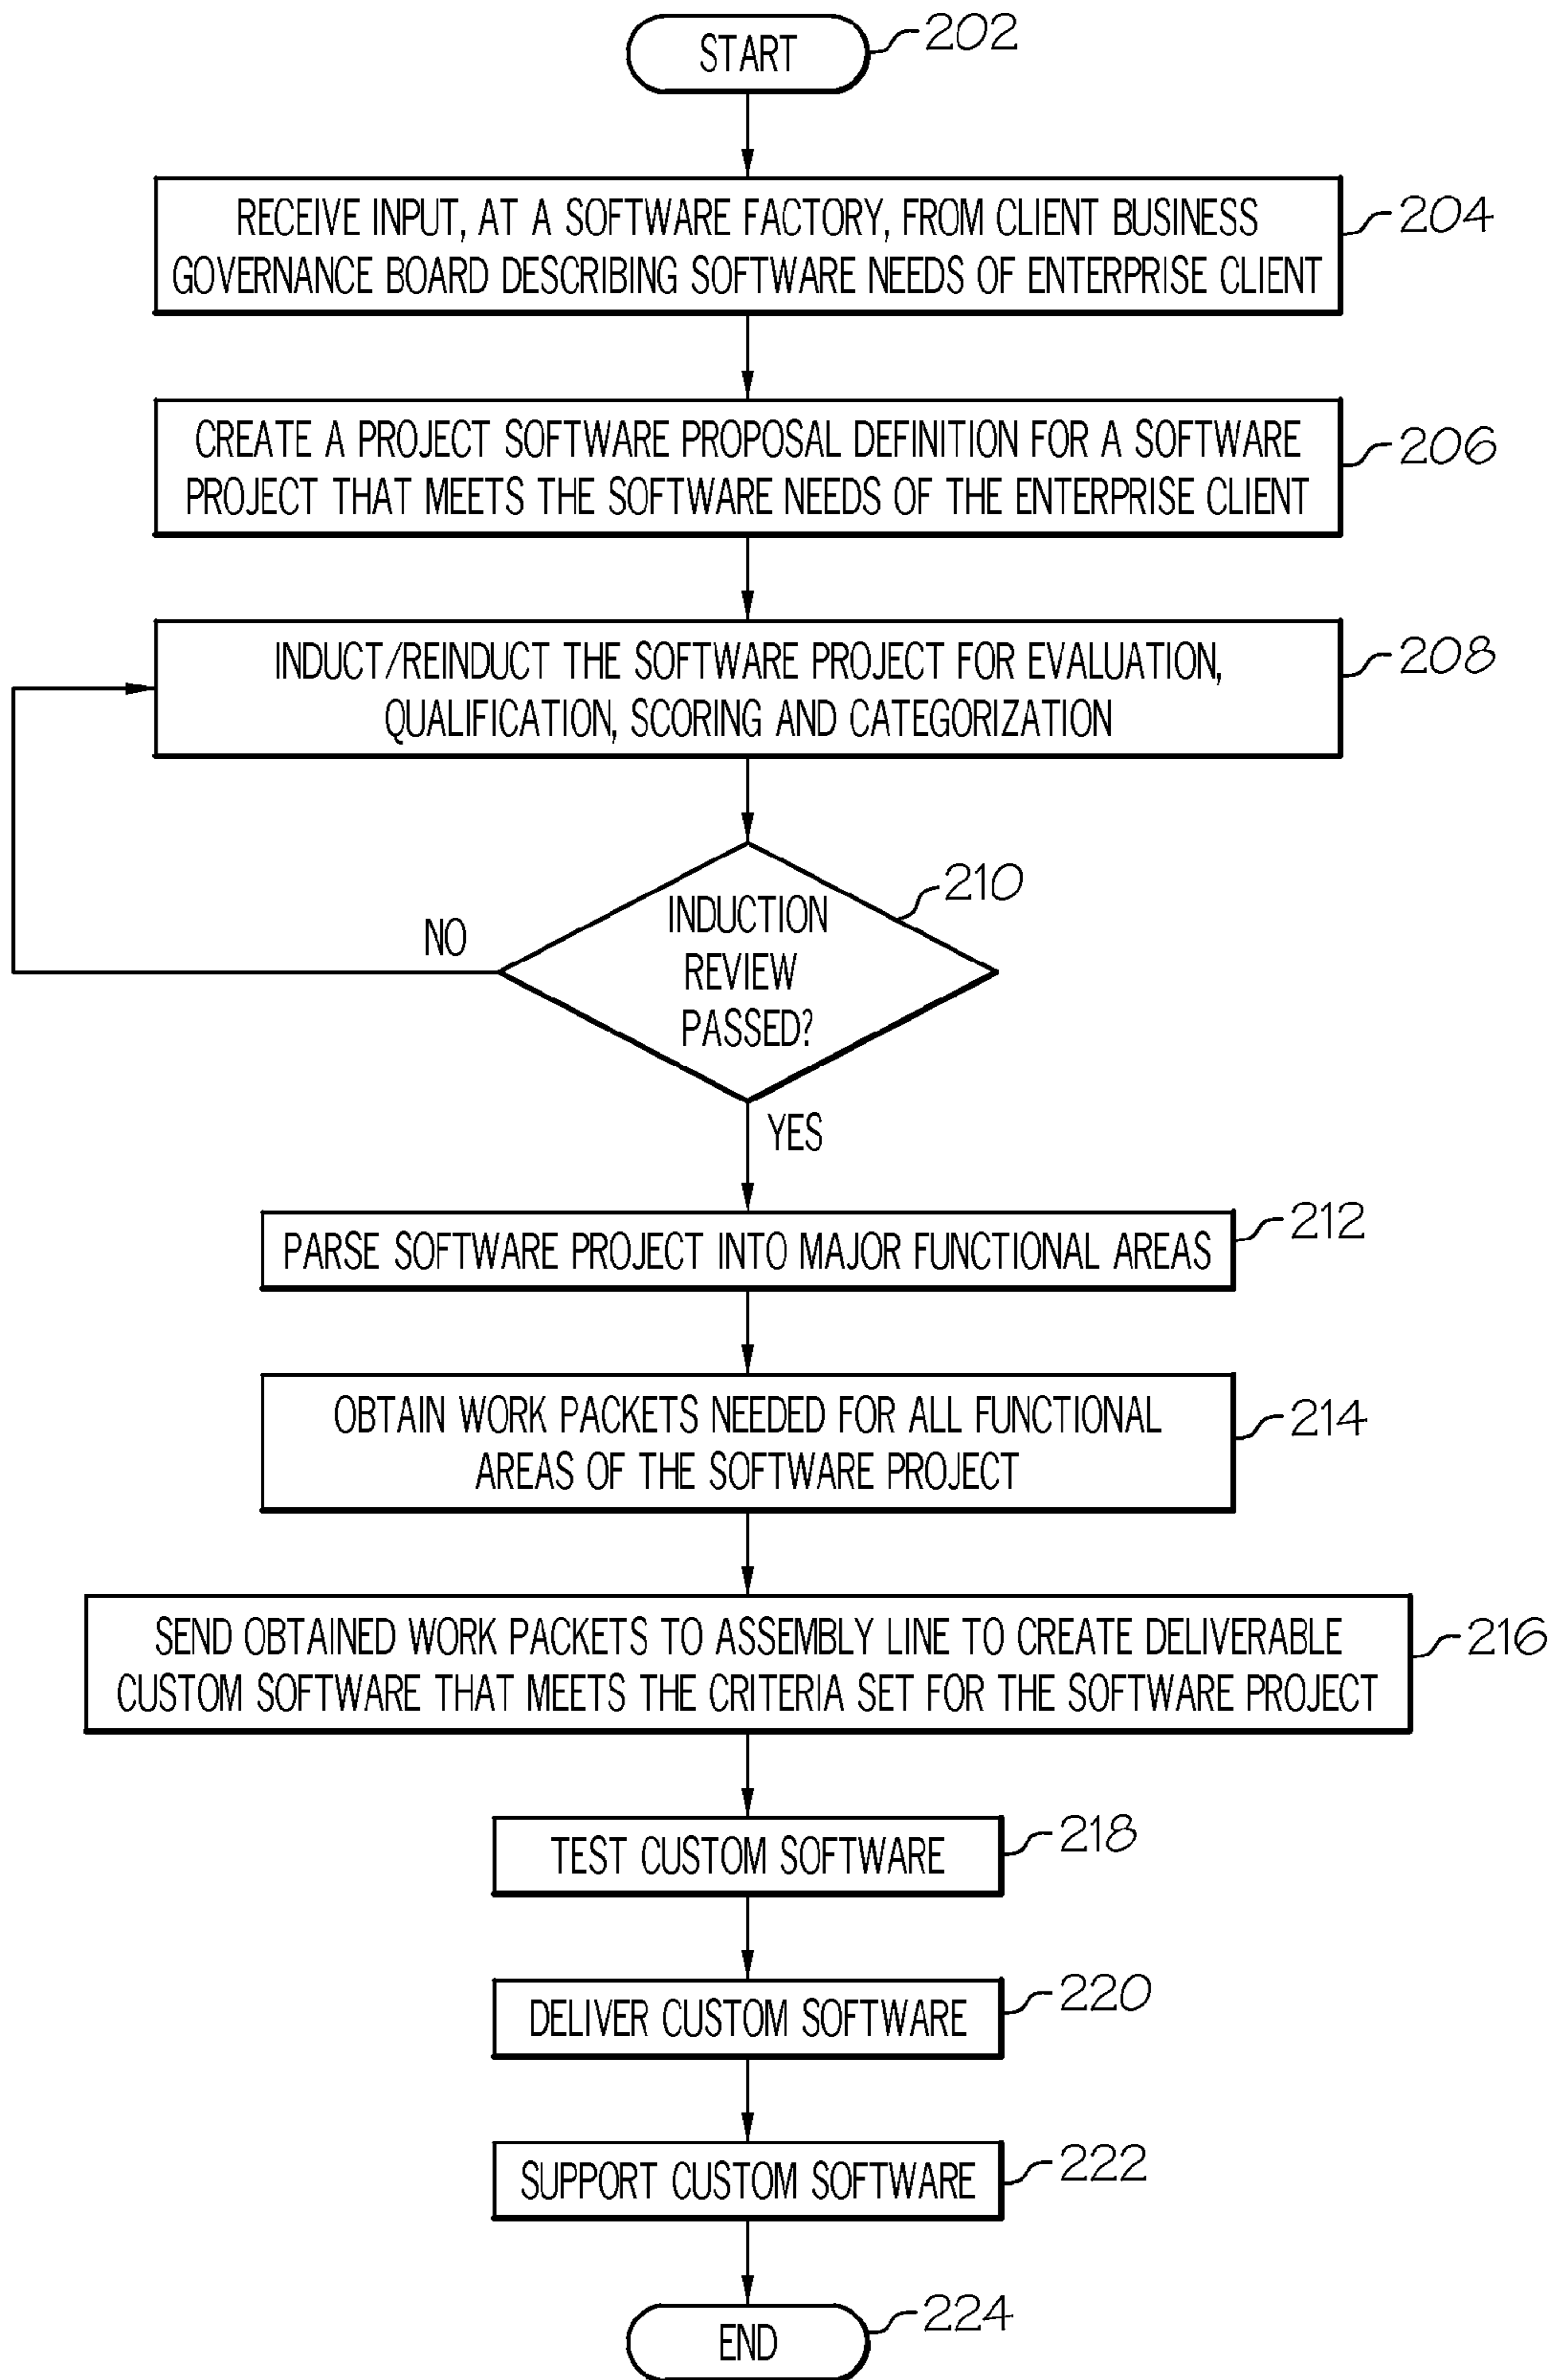 START
202
RECEIVE INPUT, AT A SOFTWARE FACTORY, FROM CLIENT BUSINESS
GOVERNANCE BOARD DESCRIBING SOFTWARE NEEDS OF ENTERPRISE CLIENT
204
CREATE A PROJECT SOFTWARE PROPOSAL DEFINITION FOR A SOFTWARE
PROJECT THAT MEETS THE SOFTWARE NEEDS OF THE ENTERPRISE CLIENT
206
INDUCT/REINDUCT THE SOFTWARE PROJECT FOR EVALUATION,
QUALIFICATION, SCORING AND CATEGORIZATION
208
INDUCTION
REVIEW
PASSED?
210
NO
YES
PARSE SOFTWARE PROJECT INTO MAJOR FUNCTIONAL AREAS
212
OBTAIN WORK PACKETS NEEDED FOR ALL FUNCTIONAL
AREAS OF THE SOFTWARE PROJECT
214
SEND OBTAINED WORK PACKETS TO ASSEMBLY LINE TO CREATE DELIVERABLE
CUSTOM SOFTWARE THAT MEETS THE CRITERIA SET FOR THE SOFTWARE PROJECT
216
TEST CUSTOM SOFTWARE
218
DELIVER CUSTOM SOFTWARE
220
SUPPORT CUSTOM SOFTWARE
222
END
224